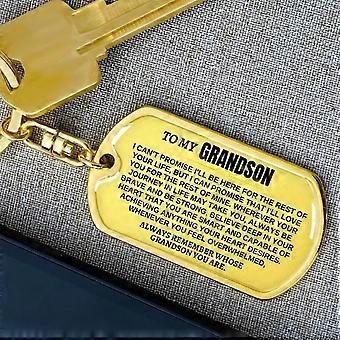 TO MY GRANDSON
I CAN'T PROMISE I'LL BE HERE FOR THE REST OF
YOUR LIFE, BUT I CAN PROMISE THAT I'LL LOVE
YOU FOR THE REST OF MINE. WHEREVER YOUR
JOURNEY IN LIFE MAY TAKE YOU, ALWAYS BE
BRAVE AND BE STRONG. BELIEVE DEEP IN YOUR
HEART THAT YOU ARE SMART AND CAPABLE OF
ACHIEVING ANYTHING YOUR HEART DESIRES.
WHENEVER YOU FEEL OVERWHELMED,
ALWAYS REMEMBER WHOSE
GRANDSON YOU ARE.